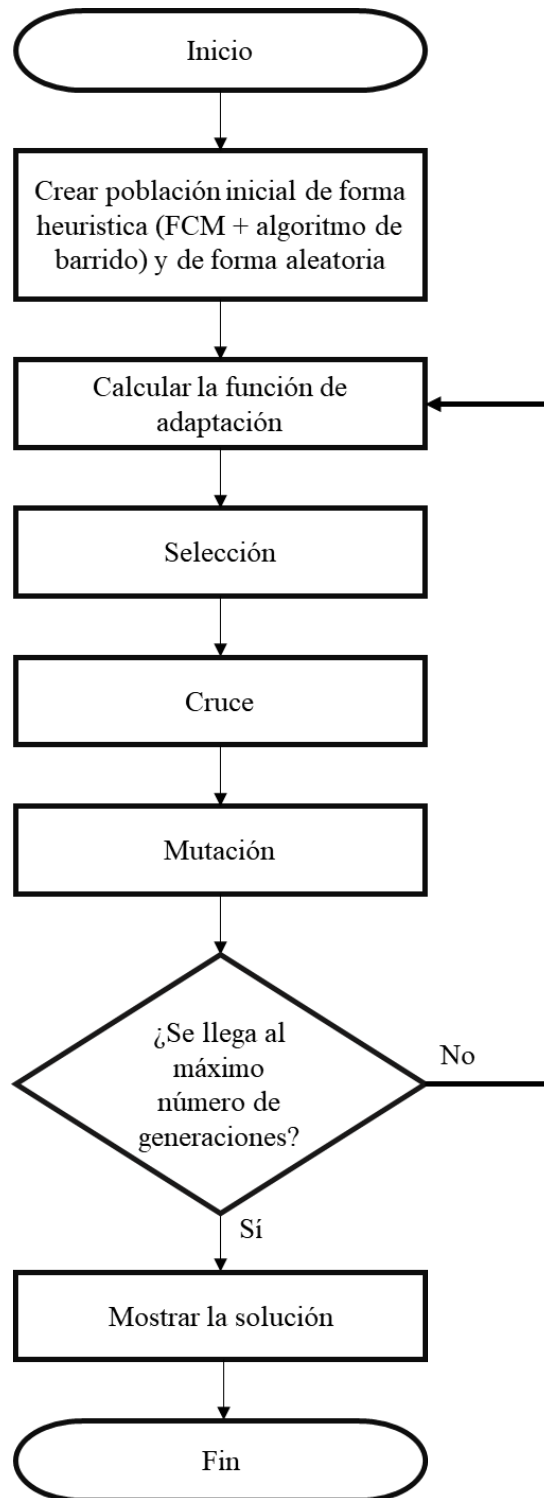 Inicio
Crear población inicial de forma
heuristica (FCM + algoritmo de
barrido) y de forma aleatoria
Calcular la función de
adaptación
Selección
Cruce
Mutación
¿Se llega al
máximo
número de
generaciones?
No
Sí
Mostrar la solución
Fin